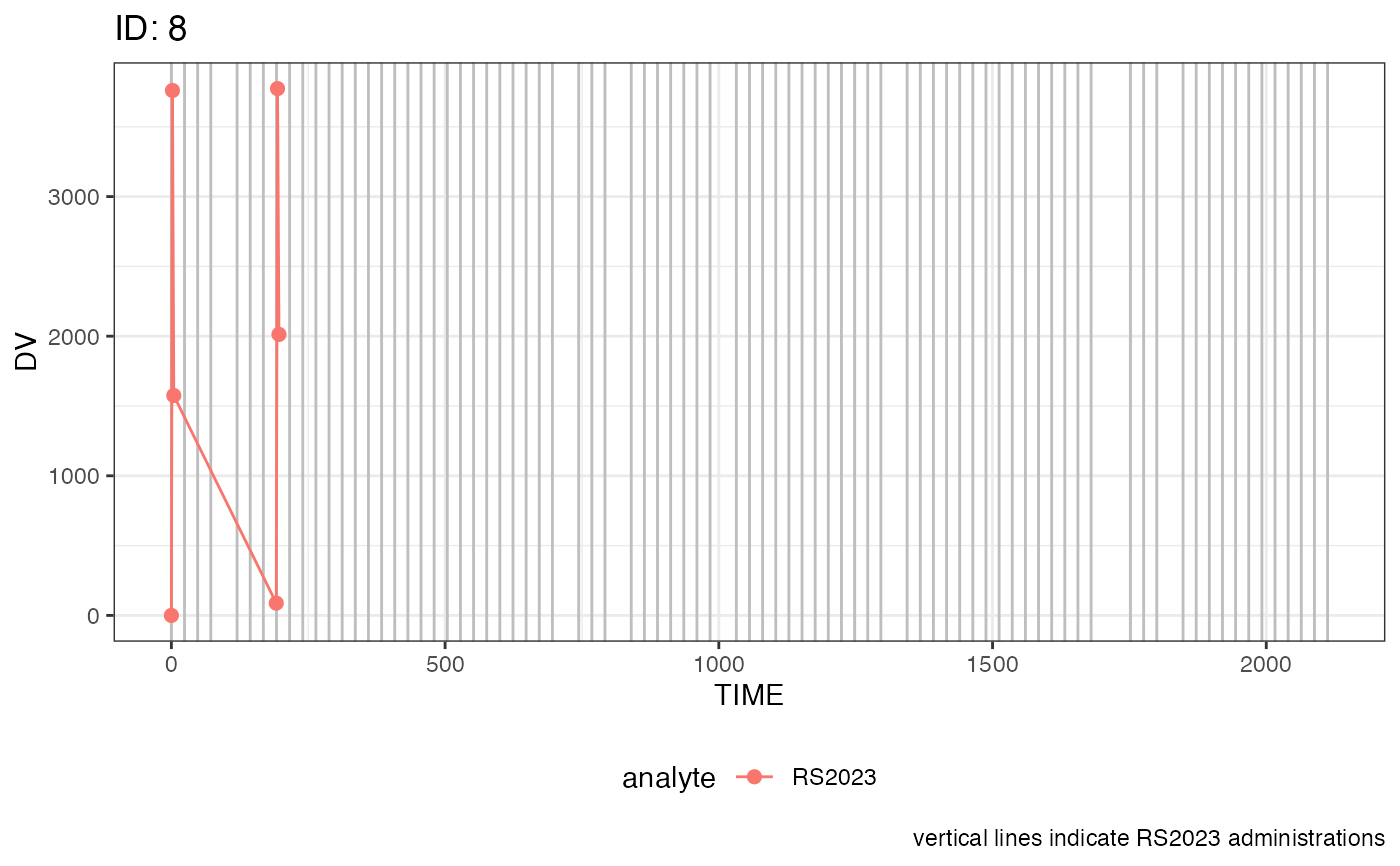 ID: 8
DV
3000
2000
1000
0
0 500 1000 1500 2000
TIME
analyte RS2023
vertical lines indicate RS2023 administrations